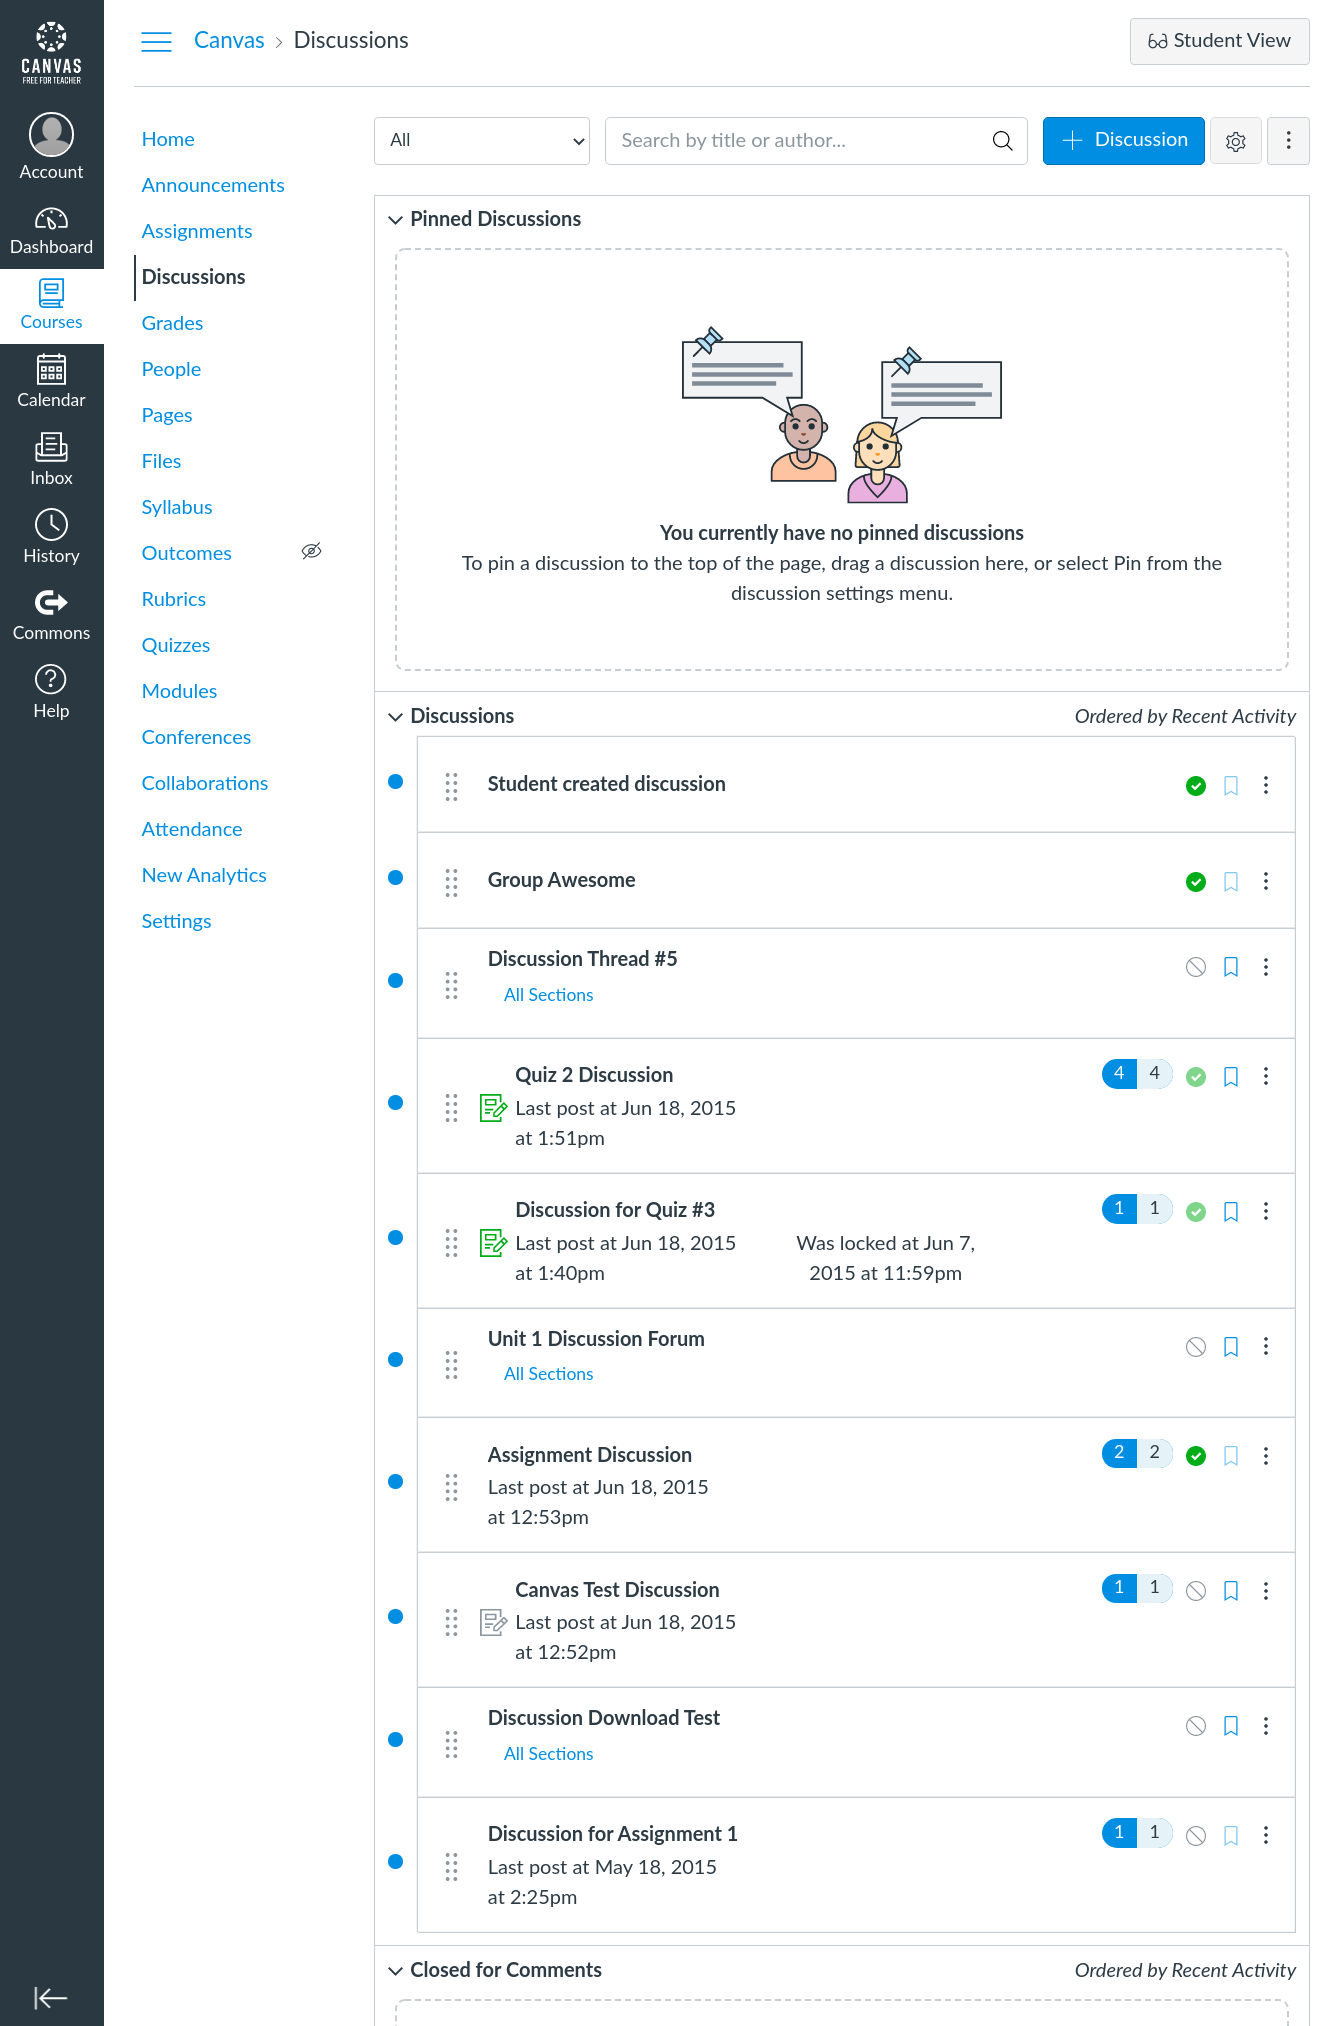 CANVAS
FREE FOR TEACHER
Account
Dashboard
Courses
Calendar
Inbox
History
Commons
Help
Canvas › Discussions
Student View
Home
Announcements
Assignments
Discussions
Grades
People
Pages
Files
Syllabus
Outcomes
Rubrics
Quizzes
Modules
Conferences
Collaborations
Attendance
New Analytics
Settings
All
Search by title or author...
Discussion
Pinned Discussions
You currently have no pinned discussions
To pin a discussion to the top of the page, drag a discussion here, or select Pin from the
discussion settings menu.
Discussions
Ordered by Recent Activity
Student created discussion
Group Awesome
Discussion Thread #5
All Sections
Quiz 2 Discussion
4 4
Last post at Jun 18, 2015
at 1:51pm
Discussion for Quiz #3
1 1
Last post at Jun 18, 2015
at 1:40pm
Was locked at Jun 7,
2015 at 11:59pm
Unit 1 Discussion Forum
All Sections
Assignment Discussion
2 2
Last post at Jun 18, 2015
at 12:53pm
Canvas Test Discussion
1 1
Last post at Jun 18, 2015
at 12:52pm
Discussion Download Test
All Sections
Discussion for Assignment 1
1 1
Last post at May 18, 2015
at 2:25pm
Closed for Comments
Ordered by Recent Activity